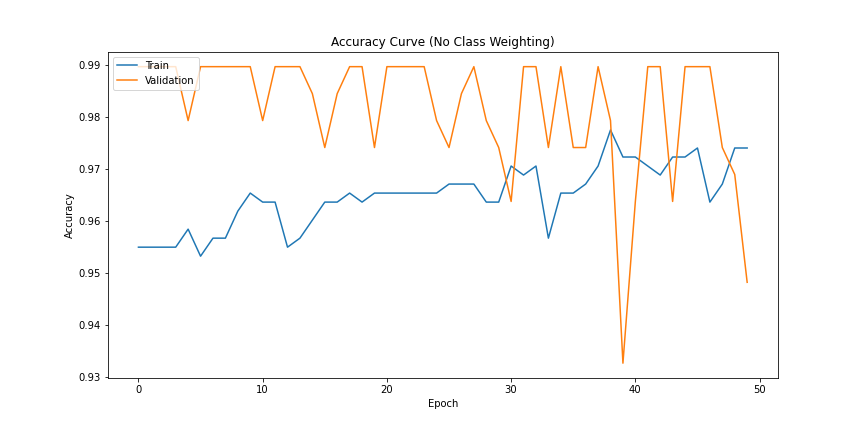 Accuracy Curve (No Class Weighting)
Train
Validation
0.99
0.98
0.97
0.96
0.95
0.94
0.93
Accuracy
0
10
20
30
40
50
Epoch